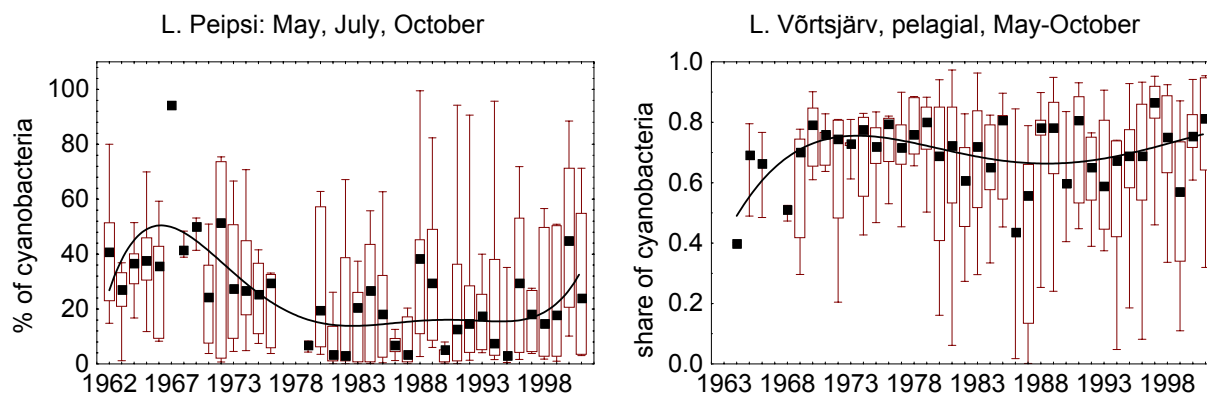 L. Peipsi: May, July, October
% of cyanobacteria
100
80
60
40
20
0
1962 1967 1973 1978 1983 1988 1993 1998
L. Võrtsjärv, pelagial, May-October
share of cyanobacteria
1.0
0.8
0.6
0.4
0.2
0.0
1963 1968 1973 1978 1983 1988 1993 1998